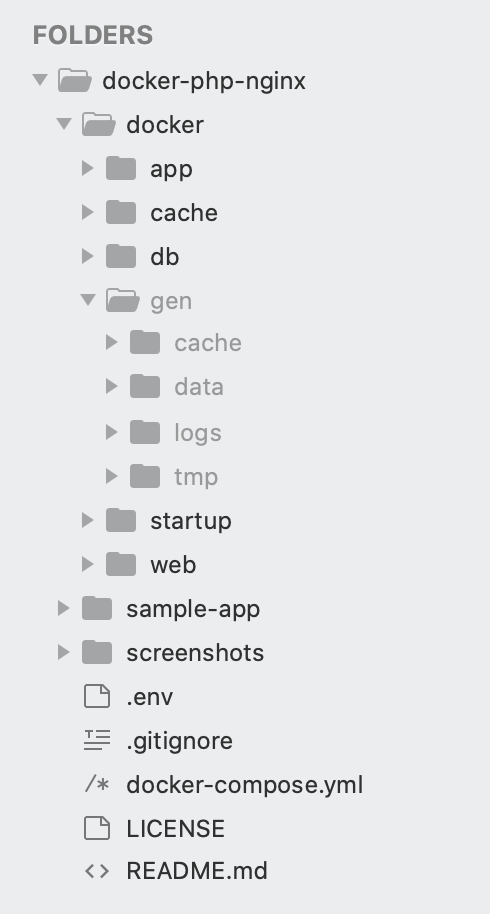 FOLDERS
docker-php-nginx
docker
app
cache
db
gen
cache
data
logs
tmp
startup
web
sample-app
screenshots
.env
.gitignore
/* docker-compose.yml
LICENSE
<> README.md